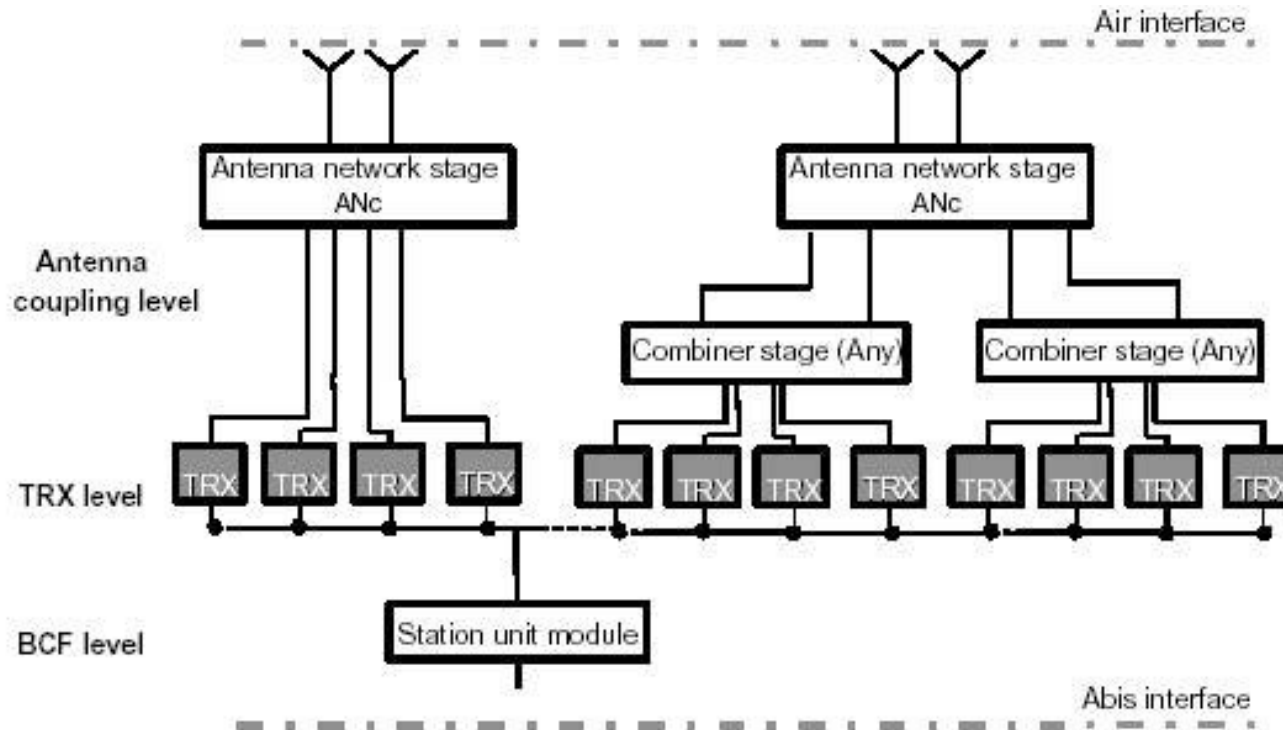 Air interface
Antenna network stage
ANc
Antenna network stage
ANc
Antenna
coupling level
Combiner stage (Any)
Combiner stage (Any)
TRX level
TRX
TRX
TRX
TRX
TRX
TRX
TRX
TRX
TRX
TRX
TRX
TRX
BCF level
Station unit module
Abis interface